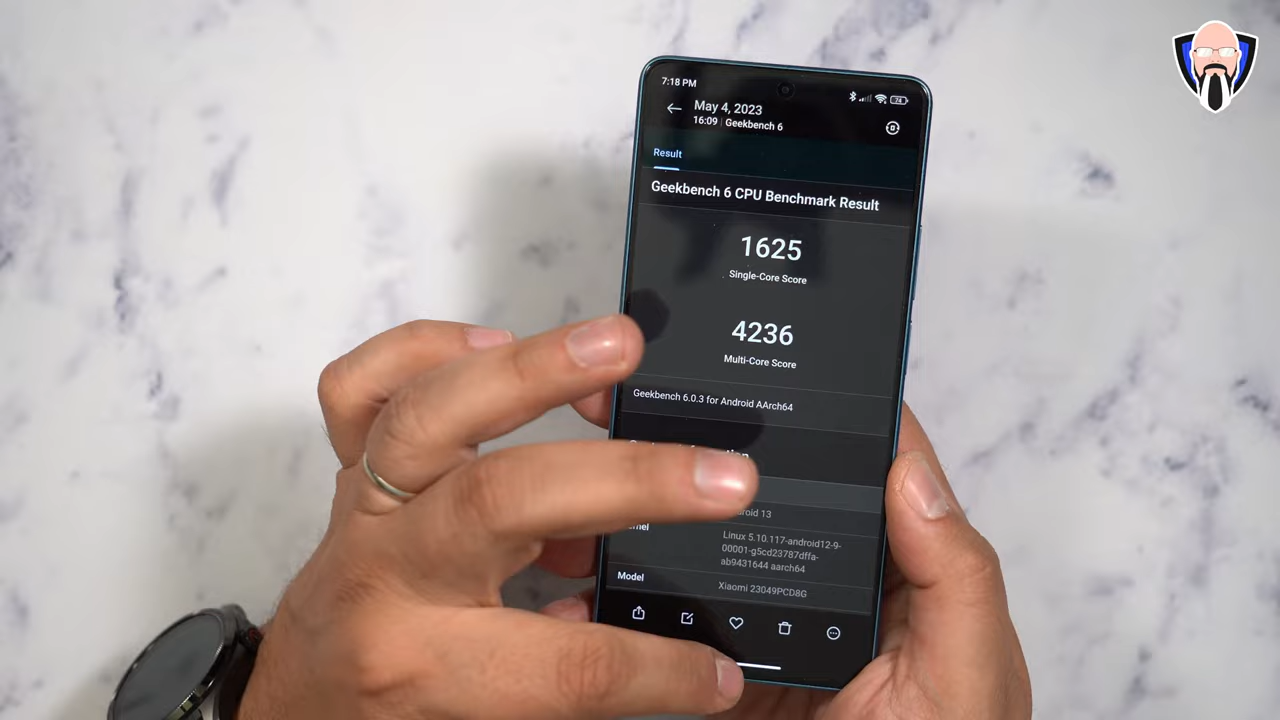 7:18 PM
74
May 4, 2023
16:09 | Geekbench 6
Result
Geekbench 6 CPU Benchmark Result
1625
Single-Core Score
4236
Multi-Core Score
Geekbench 6.0.3 for Android AArch64
roid 13
Linux 5.10.117-android12-9-
00001-g5cd23787dffa-
ab9431644 aarch64
Model
Xiaomi 23049PCD8G